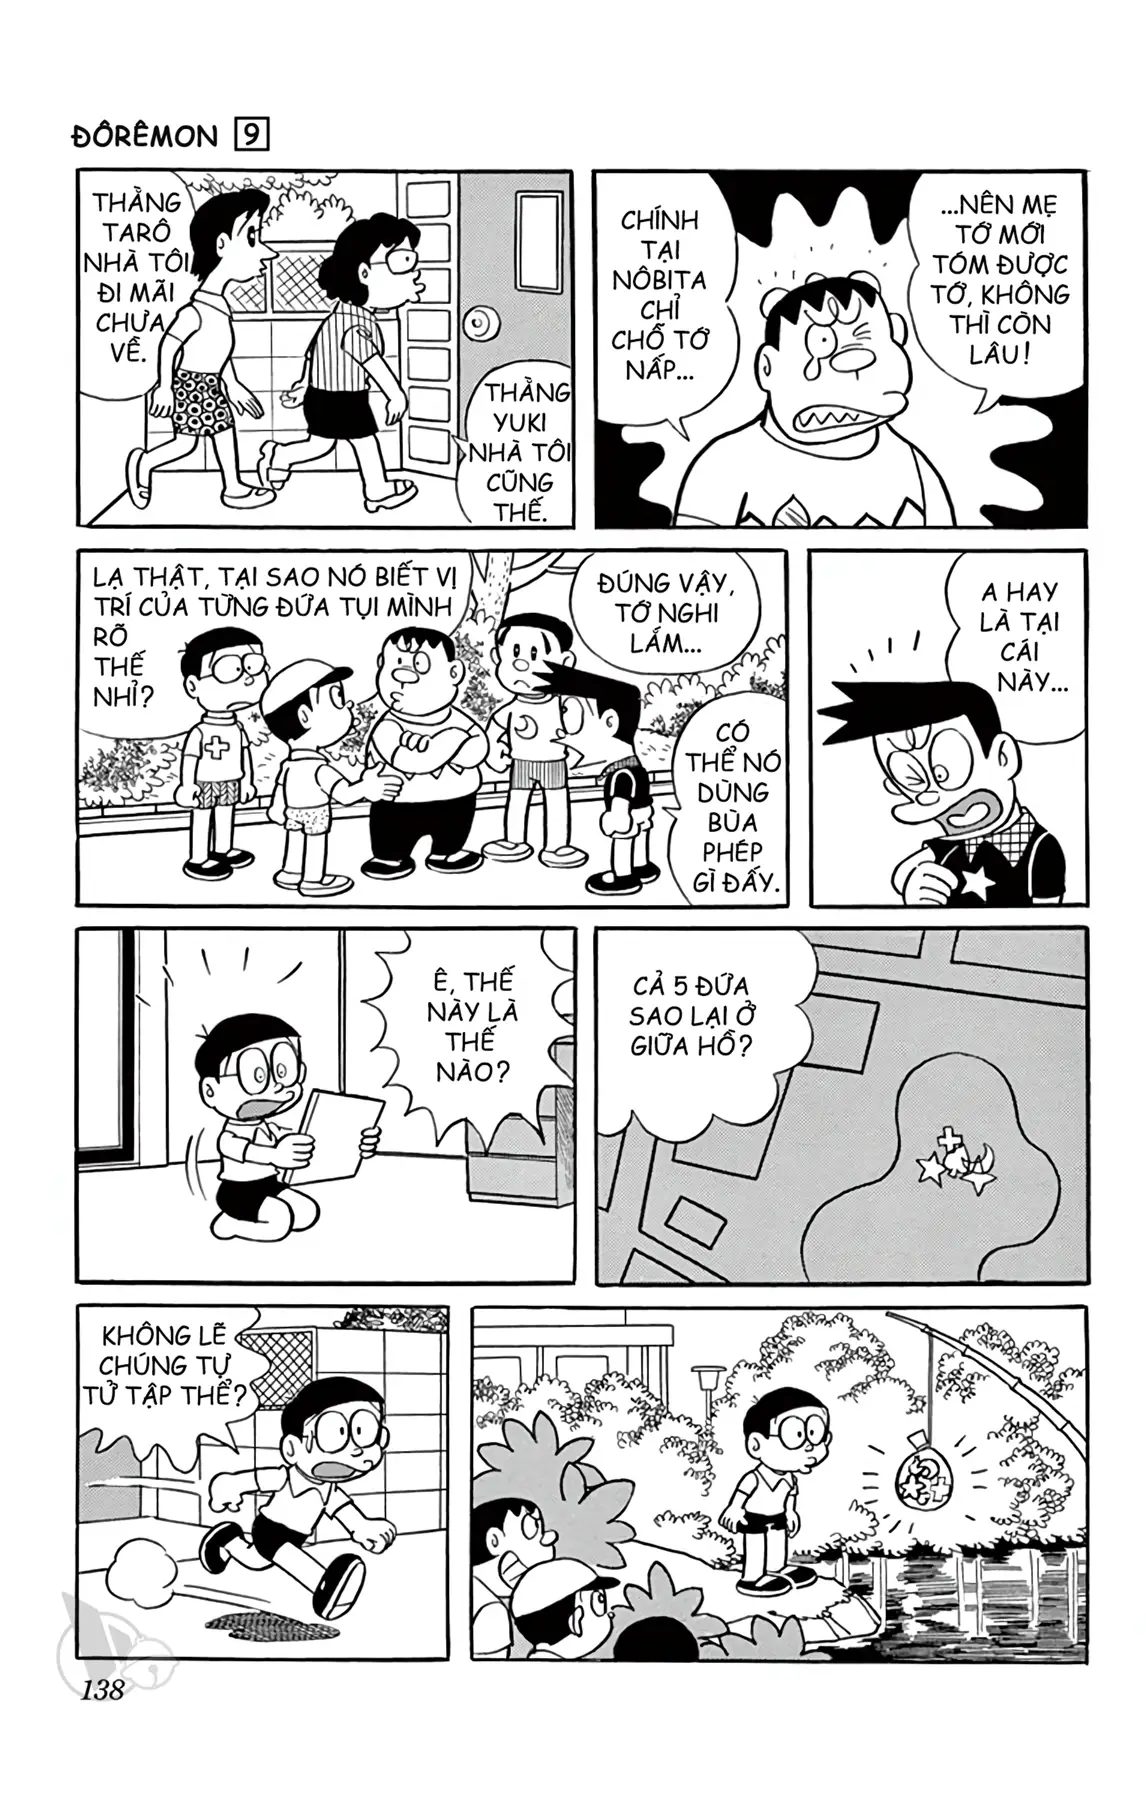 ĐÔRÊMON 9
THẰNG
TARÔ
NHÀ TÔI
ĐI MÃI
CHƯA
VỀ.
THẰNG
YUKI
NHÀ TÔI
CŨNG
THẾ.
CHÍNH
TẠI
NÔBITA
CHỈ
CHỖ TỚ
NẤP...
...NÊN MẸ
TỚ MỚI
TÓM ĐƯỢC
TỚ, KHÔNG
THÌ CÒN
LÂU!
LẠ THẬT, TẠI SAO NÓ BIẾT VỊ
TRÍ CỦA TỪNG ĐỨA TỤI MÌNH
RÕ
THẾ
NHỈ?
ĐÚNG VẬY,
TỚ NGHI
LẮM...
CÓ
THỂ NÓ
DÙNG
BÙA
PHÉP
GÌ ĐẤY.
A HAY
LÀ TẠI
CÁI
NÀY...
Ê, THẾ
NÀY LÀ
THẾ
NÀO?
CẢ 5 ĐỨA
SAO LẠI Ở
GIỮA HỒ?
KHÔNG LẼ
CHÚNG TỰ
TỬ TẬP THỂ?
138